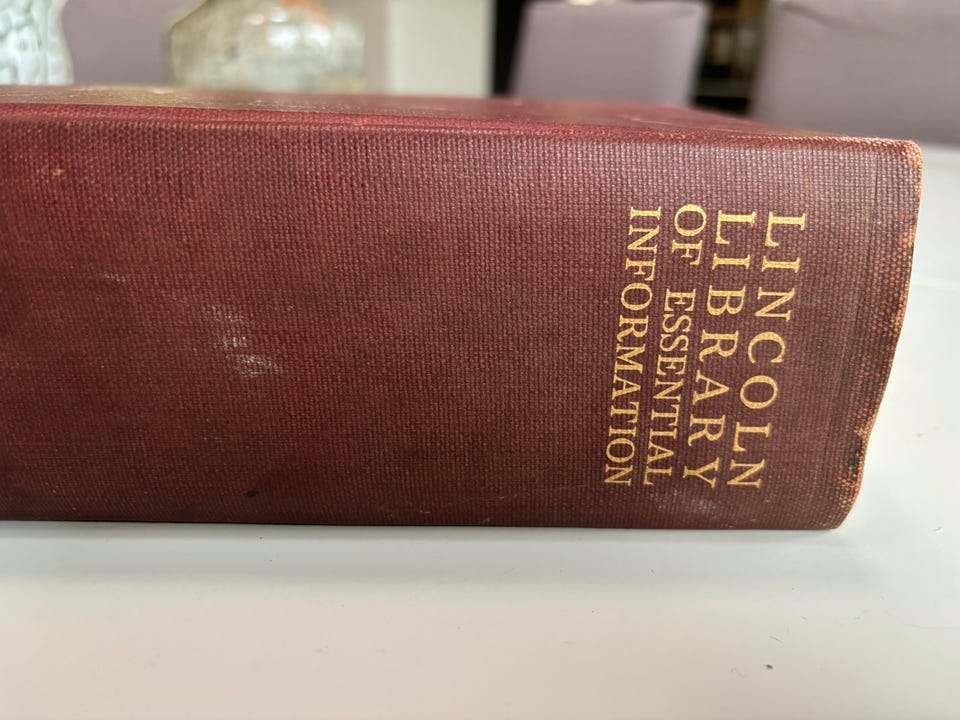 LINCOLN
LIBRARY
OF ESSENTIAL
INFORMATION